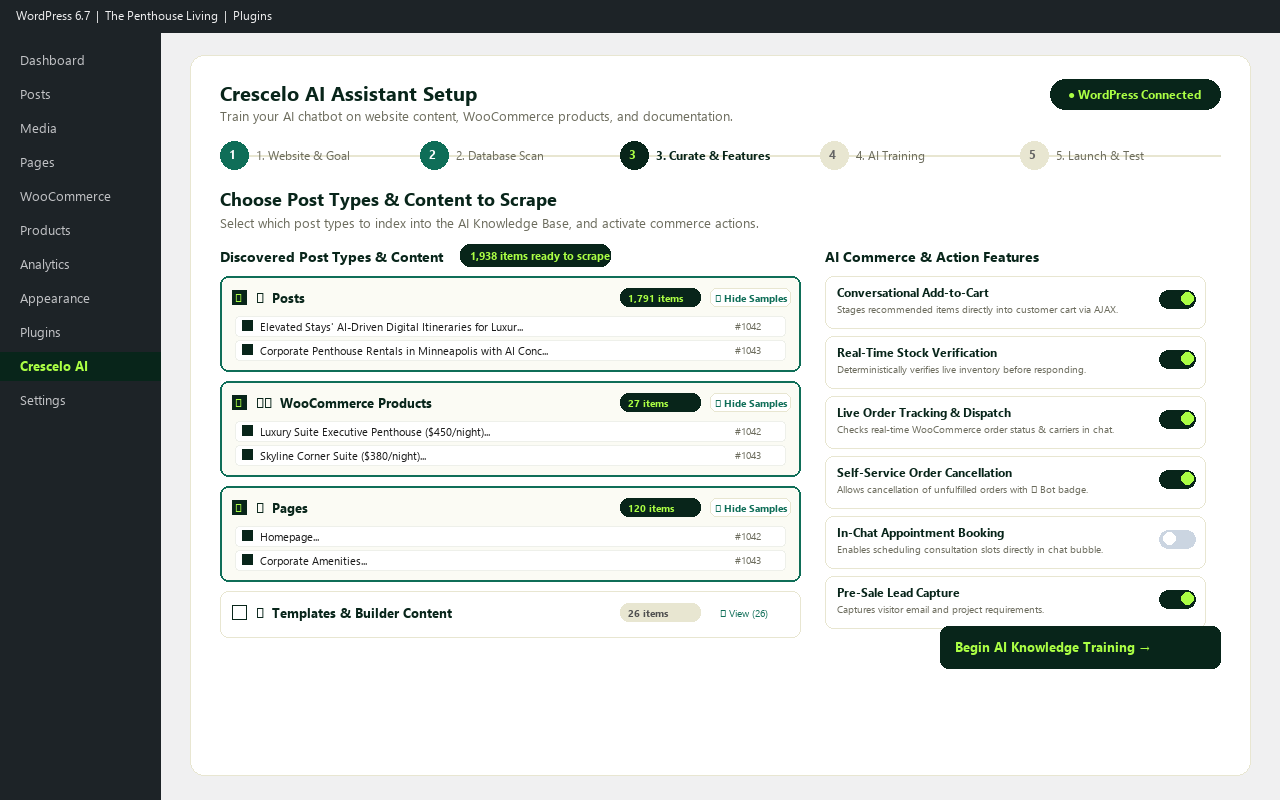 WordPress 6.7 | The Penthouse Living | Plugins
Dashboard
Posts
Media
Pages
WooCommerce
Products
Analytics
Appearance
Plugins
Crescelo AI
Settings
Crescelo AI Assistant Setup
● WordPress Connected
Train your AI chatbot on website content, WooCommerce products, and documentation.
1 1. Website & Goal
2 2. Database Scan
3 3. Curate & Features
4 4. AI Training
5 5. Launch & Test
Choose Post Types & Content to Scrape
Select which post types to index into the AI Knowledge Base, and activate commerce actions.
Discovered Post Types & Content
1,938 items ready to scrape
Posts
1,791 items
Hide Samples
Elevated Stays' AI-Driven Digital Itineraries for Luxur...
#1042
Corporate Penthouse Rentals in Minneapolis with AI Conc...
#1043
WooCommerce Products
27 items
Hide Samples
Luxury Suite Executive Penthouse ($450/night)...
#1042
Skyline Corner Suite ($380/night)...
#1043
Pages
120 items
Hide Samples
Homepage...
#1042
Corporate Amenities...
#1043
Templates & Builder Content
26 items
View (26)
AI Commerce & Action Features
Conversational Add-to-Cart
Stages recommended items directly into customer cart via AJAX.
Real-Time Stock Verification
Deterministically verifies live inventory before responding.
Live Order Tracking & Dispatch
Checks real-time WooCommerce order status & carriers in chat.
Self-Service Order Cancellation
Allows cancellation of unfulfilled orders with Bot badge.
In-Chat Appointment Booking
Enables scheduling consultation slots directly in chat bubble.
Pre-Sale Lead Capture
Captures visitor email and project requirements.
Begin AI Knowledge Training →